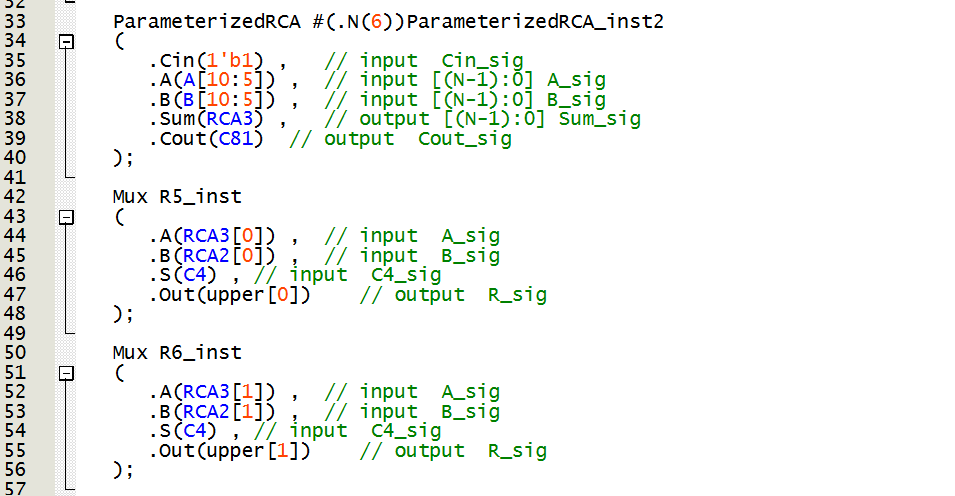 32
33 ParameterizedRCA #(.N(6))ParameterizedRCA_inst2
34 (
35 .Cin(1'b1) , // input Cin_sig
36 .A(A[10:5]) , // input [(N-1):0] A_sig
37 .B(B[10:5]) , // input [(N-1):0] B_sig
38 .Sum(RCA3) , // output [(N-1):0] Sum_sig
39 .Cout(C81) // output Cout_sig
40 );
41
42 Mux R5_inst
43 (
44 .A(RCA3[0]) , // input A_sig
45 .B(RCA2[0]) , // input B_sig
46 .S(C4) , // input C4_sig
47 .Out(upper[0]) // output R_sig
48 );
49
50 Mux R6_inst
51 (
52 .A(RCA3[1]) , // input A_sig
53 .B(RCA2[1]) , // input B_sig
54 .S(C4) , // input C4_sig
55 .Out(upper[1]) // output R_sig
56 );
57